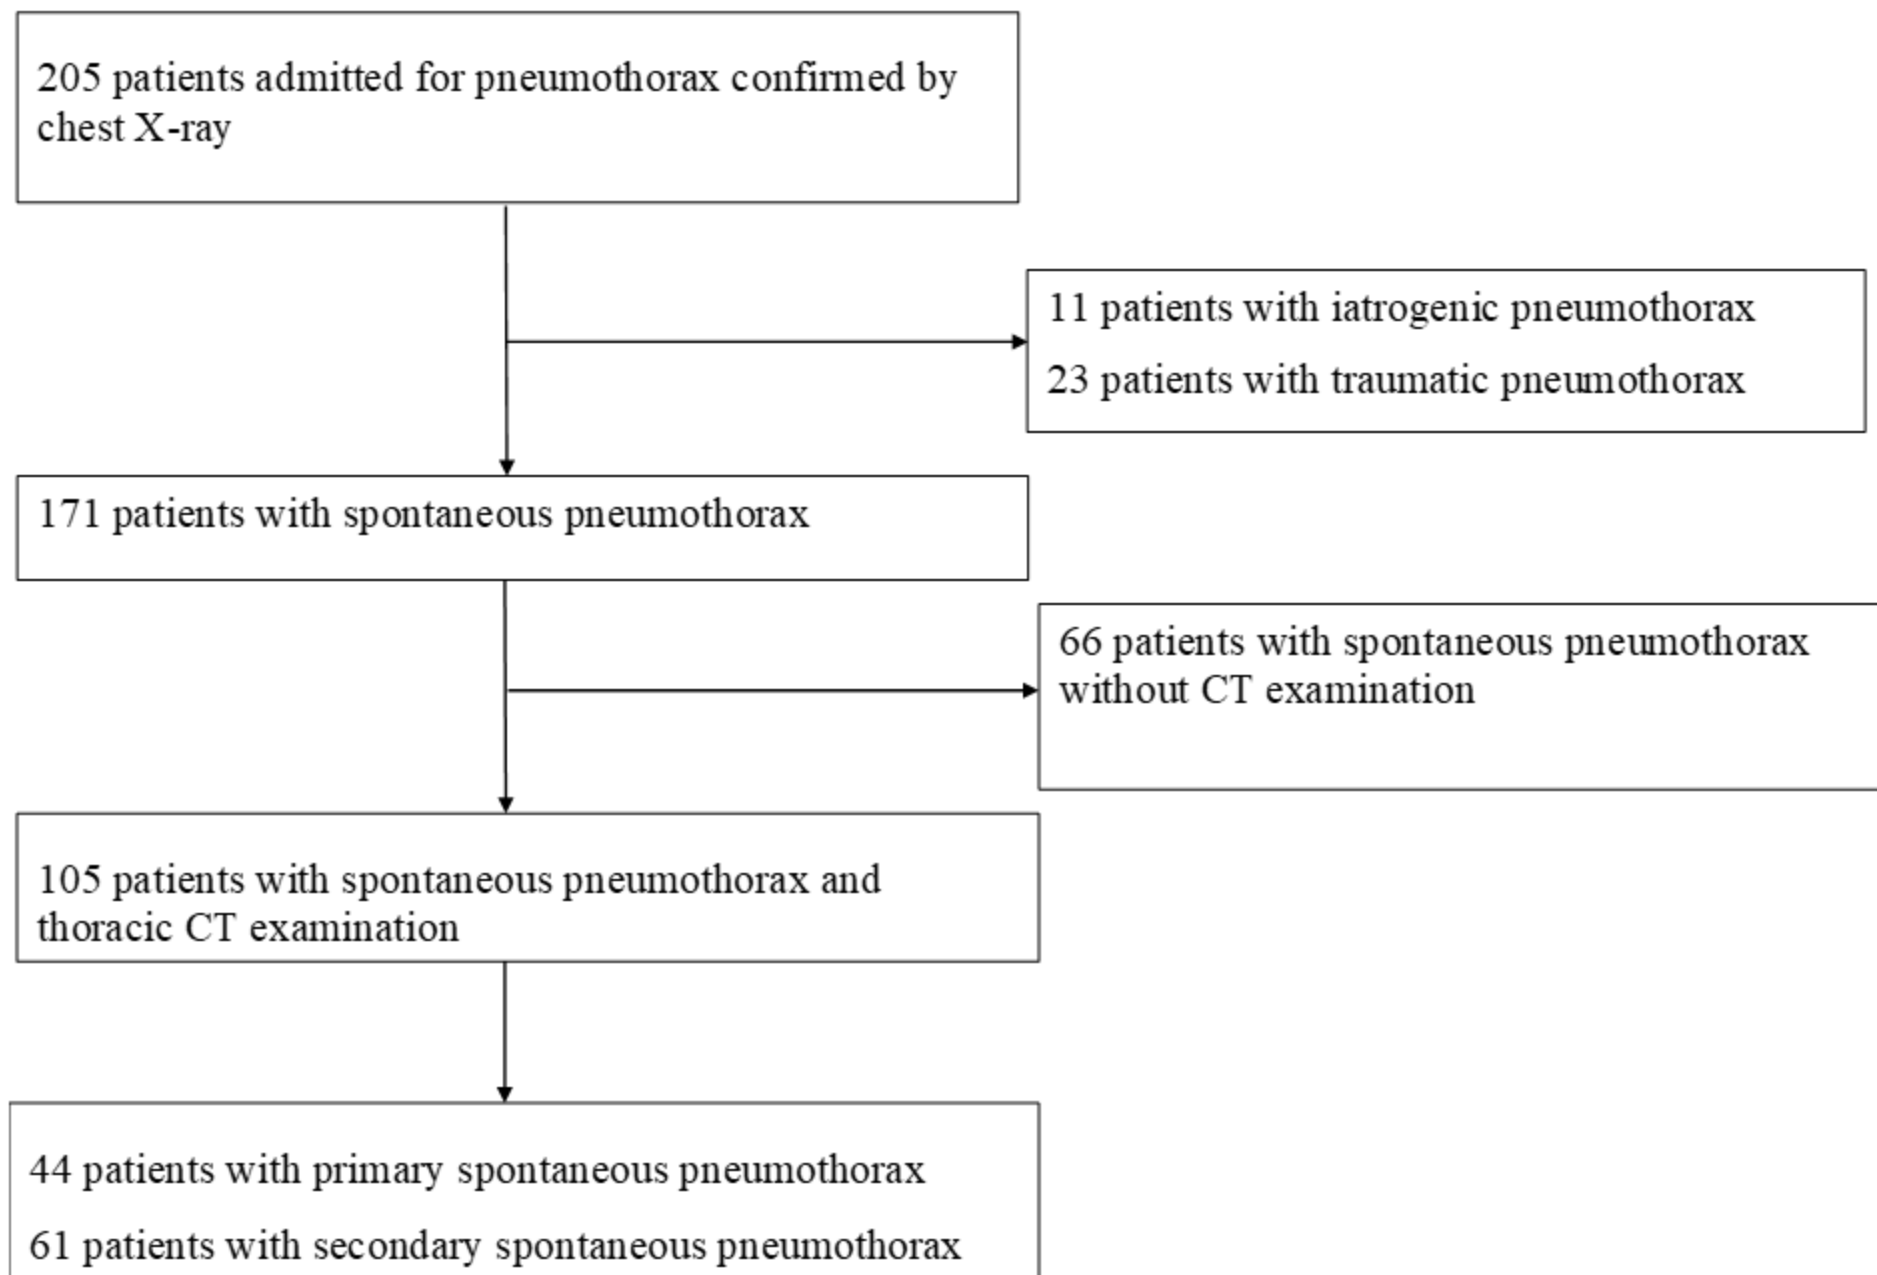 205 patients admitted for pneumothorax confirmed by
chest X-ray
11 patients with iatrogenic pneumothorax
23 patients with traumatic pneumothorax
171 patients with spontaneous pneumothorax
66 patients with spontaneous pneumothorax
without CT examination
105 patients with spontaneous pneumothorax and
thoracic CT examination
44 patients with primary spontaneous pneumothorax
61 patients with secondary spontaneous pneumothorax